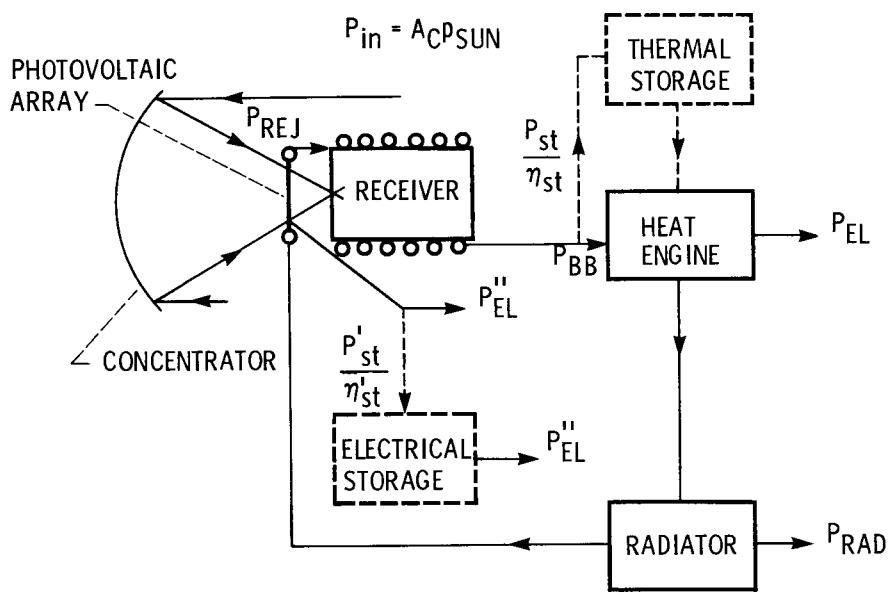 P_in = A_C p_SUN
PHOTOVOLTAIC
ARRAY
P_REJ
THERMAL
STORAGE
P_st
η_st
RECEIVER
HEAT
ENGINE
P_EL
P_BB
P''_EL
CONCENTRATOR
P'_st
η'_st
ELECTRICAL
STORAGE
P''_EL
RADIATOR
P_RAD